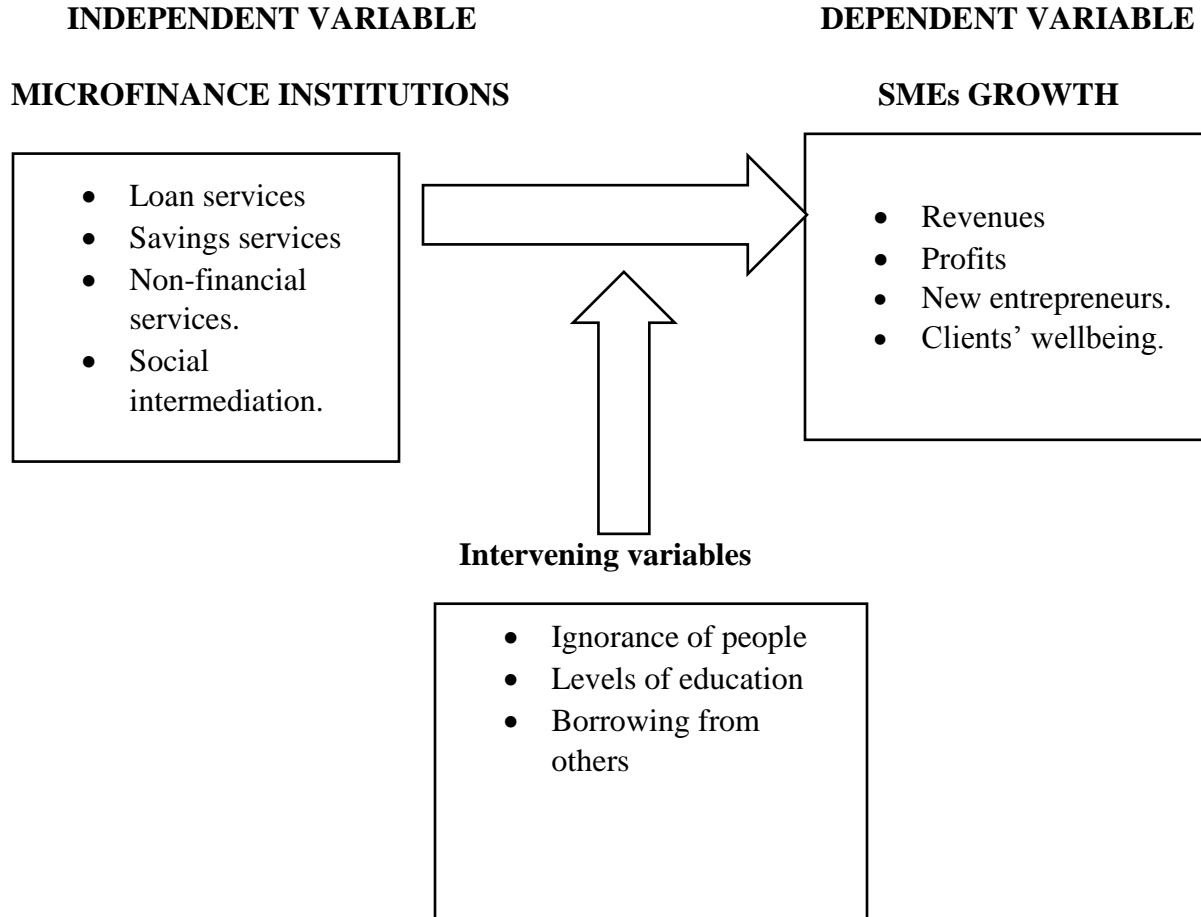 INDEPENDENT VARIABLE
DEPENDENT VARIABLE
MICROFINANCE INSTITUTIONS
SMEs GROWTH
• Loan services
• Savings services
• Non-financial
services.
• Social
intermediation.
• Revenues
• Profits
• New entrepreneurs.
• Clients’ wellbeing.
Intervening variables
• Ignorance of people
• Levels of education
• Borrowing from
others